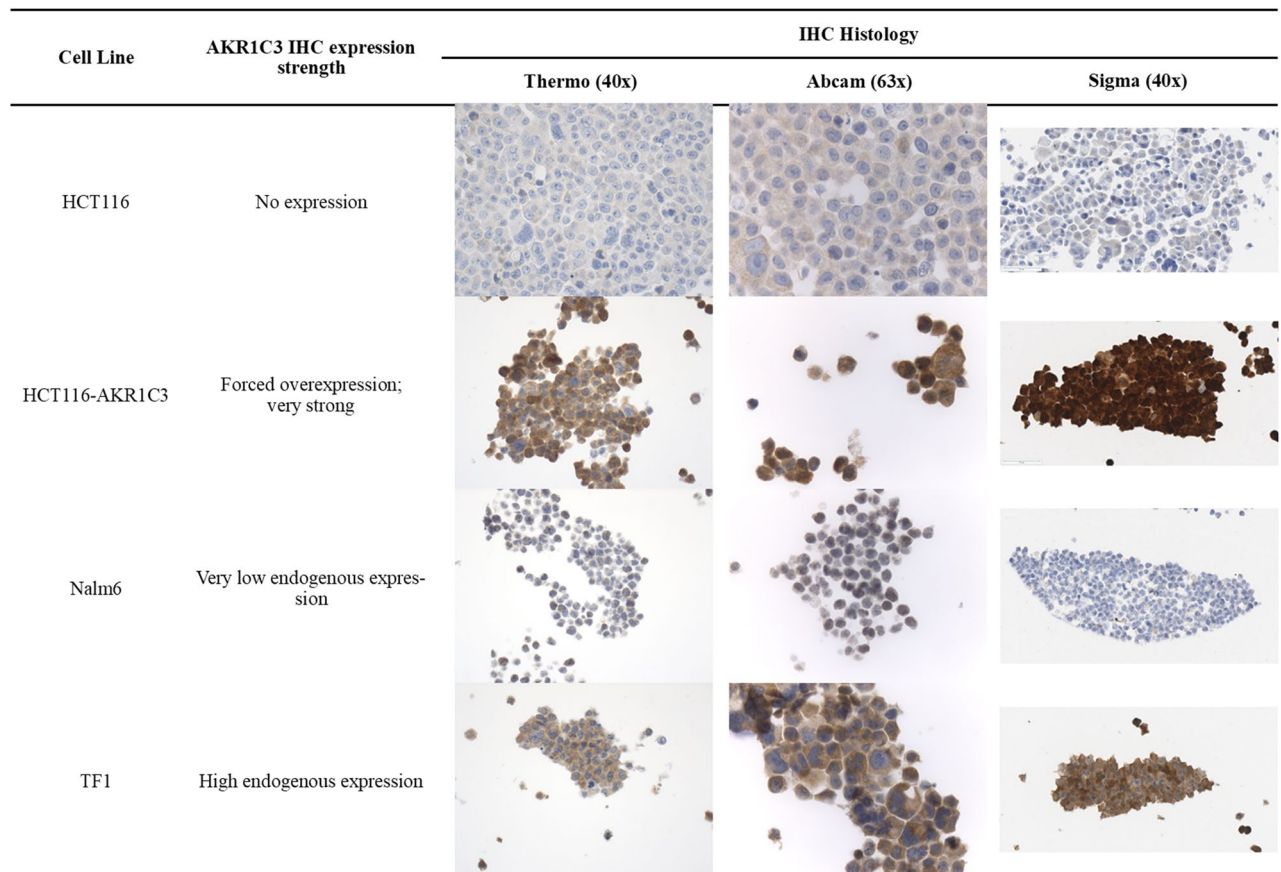 IHC Histology
Cell Line
AKR1C3 IHC expression
strength
Thermo (40x)
Abcam (63x)
Sigma (40x)
HCT116
No expression
HCT116-AKR1C3
Forced overexpression;
very strong
Nalm6
Very low endogenous expres-
sion
TF1
High endogenous expression